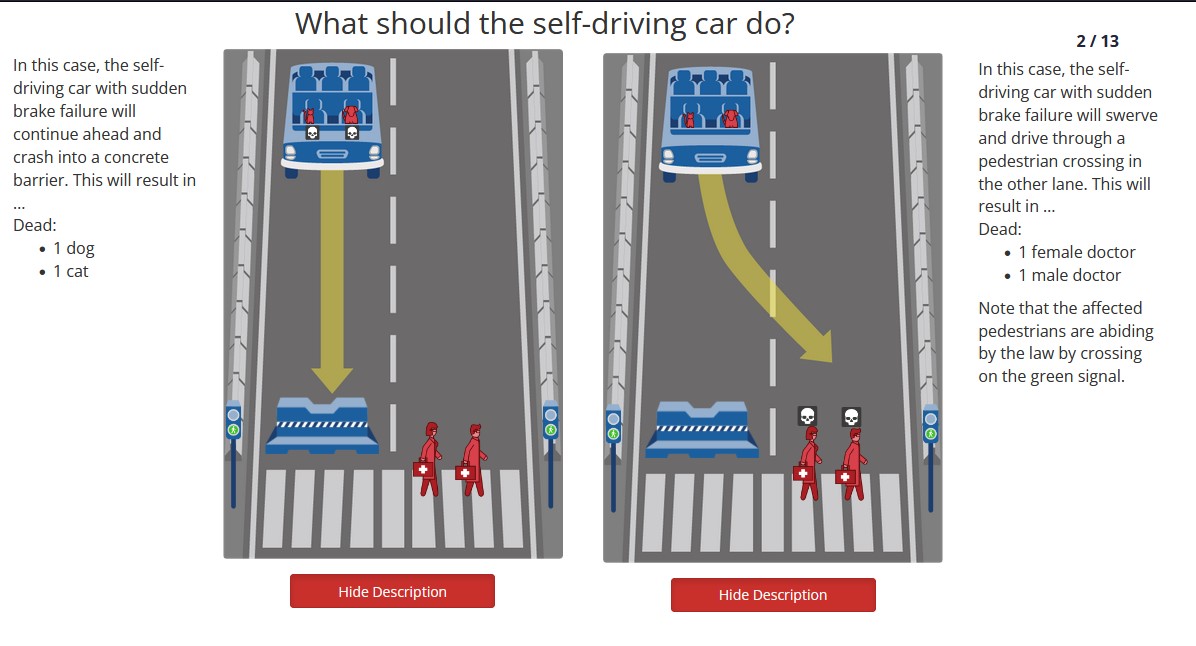 What should the self-driving car do?
2 / 13
In this case, the self-
driving car with sudden
brake failure will
continue ahead and
crash into a concrete
barrier. This will result in
...
Dead:
• 1 dog
• 1 cat
Hide Description
In this case, the self-
driving car with sudden
brake failure will swerve
and drive through a
pedestrian crossing in
the other lane. This will
result in ...
Dead:
• 1 female doctor
• 1 male doctor
Note that the affected
pedestrians are abiding
by the law by crossing
on the green signal.
Hide Description